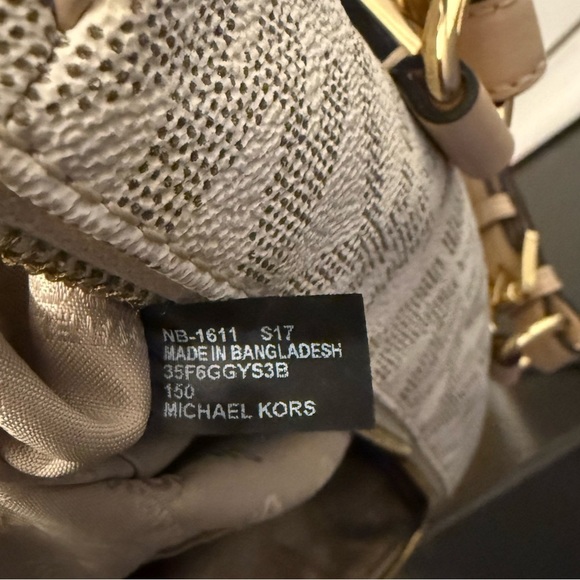 NB-1611 S17
MADE IN BANGLADESH
35F6GGYS3B
150
MICHAEL KORS